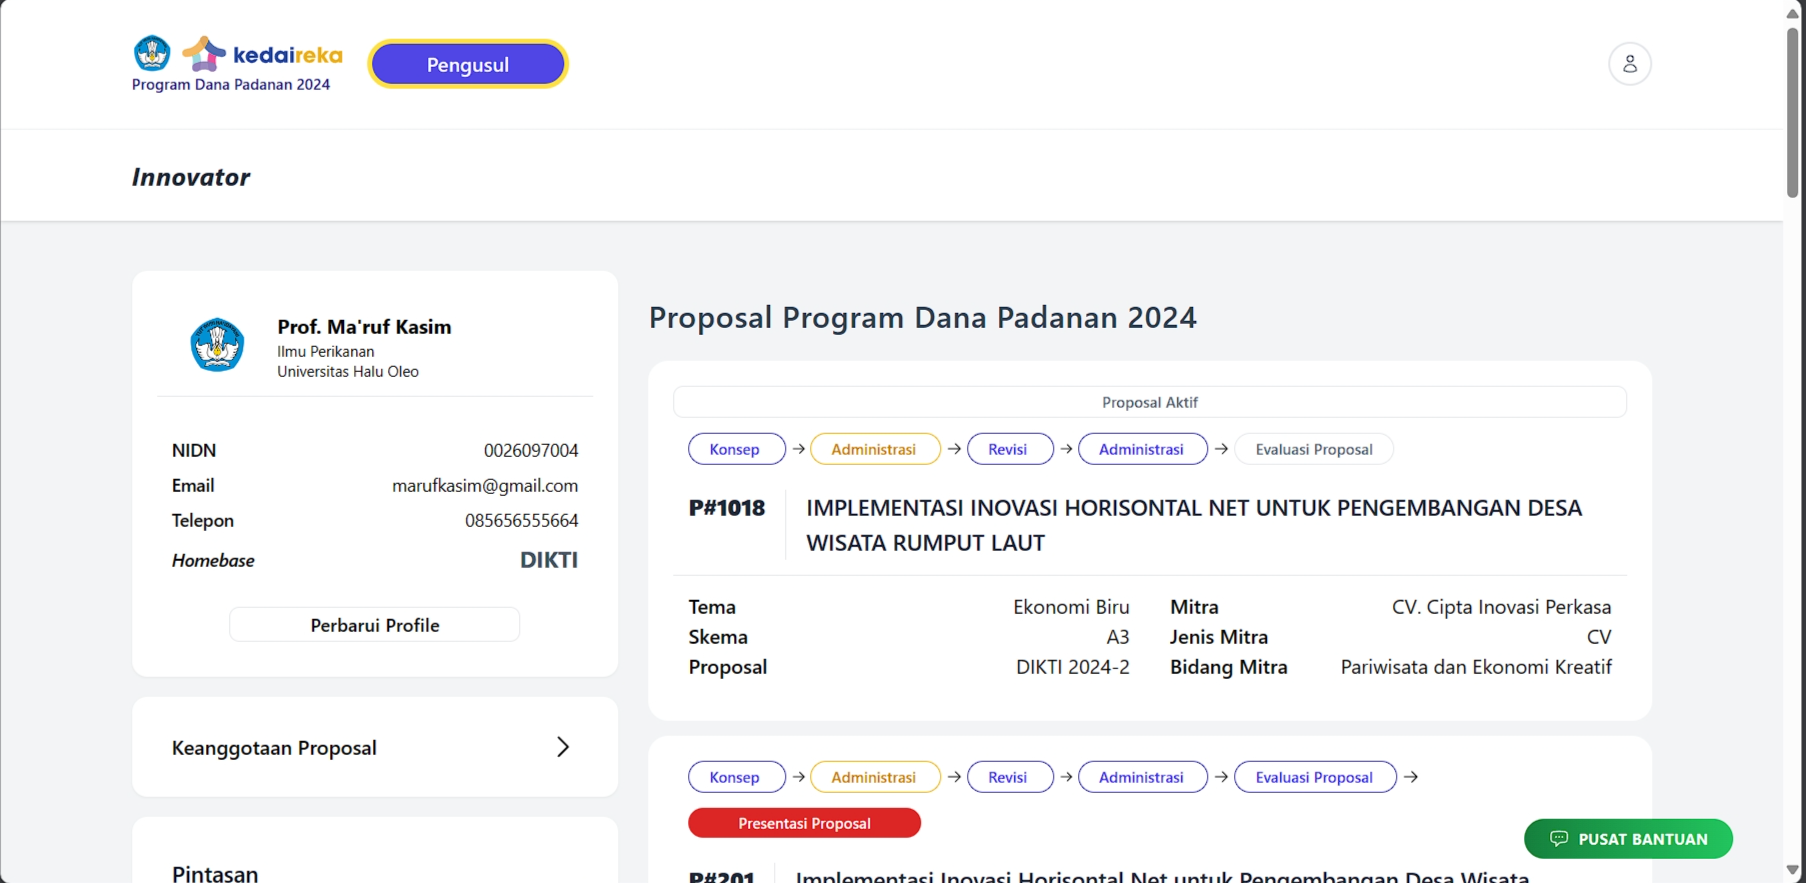 kedaireka
Program Dana Padanan 2024
Pengusul
Innovator
Prof. Ma'ruf Kasim
Ilmu Perikanan
Universitas Halu Oleo
NIDN 0026097004
Email marufkasim@gmail.com
Telepon 085656555664
Homebase DIKTI
Perbarui Profile
Keanggotaan Proposal
Pintasan
Proposal Program Dana Padanan 2024
Proposal Aktif
Konsep → Administrasi → Revisi → Administrasi → Evaluasi Proposal
P#1018 IMPLEMENTASI INOVASI HORISONTAL NET UNTUK PENGEMBANGAN DESA
WISATA RUMPUT LAUT
Tema Ekonomi Biru Mitra CV. Cipta Inovasi Perkasa
Skema A3 Jenis Mitra CV
Proposal DIKTI 2024-2 Bidang Mitra Pariwisata dan Ekonomi Kreatif
Konsep → Administrasi → Revisi → Administrasi → Evaluasi Proposal →
Presentasi Proposal
P#201 Implementasi Inovasi Horisontal Net untuk Pengembangan Desa Wisata
PUSAT BANTUAN